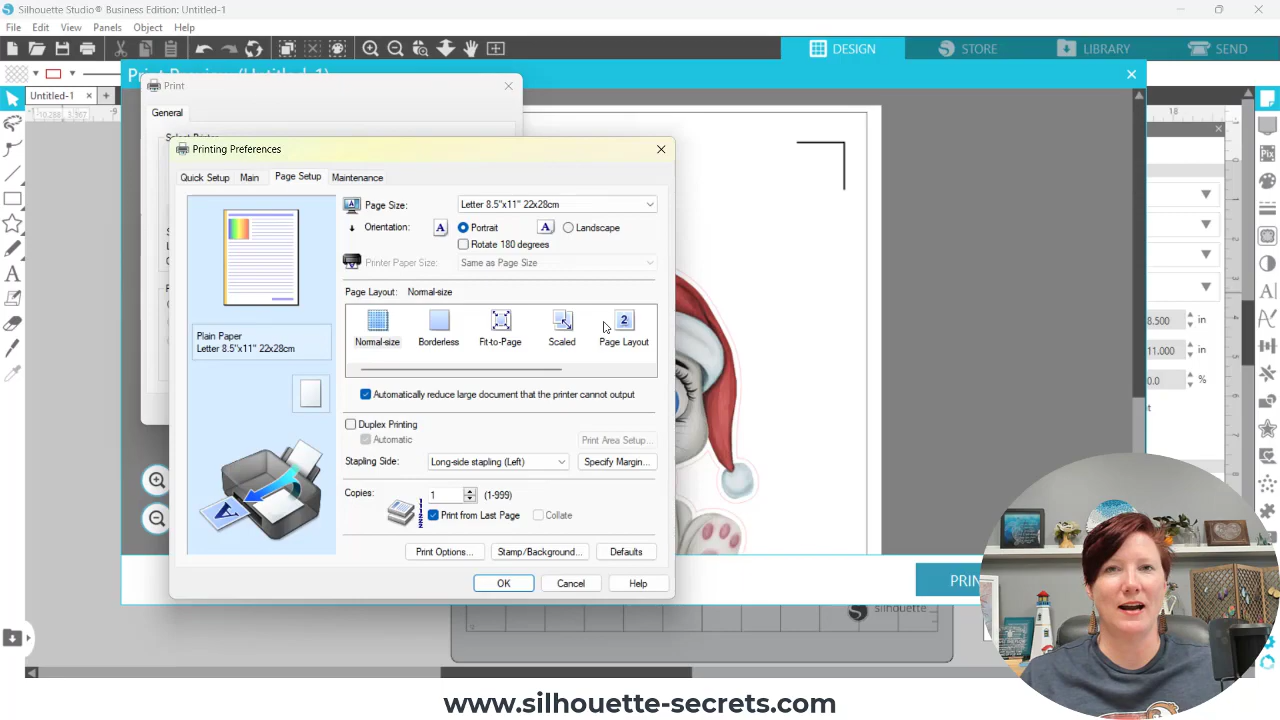 Silhouette Studio® Business Edition: Untitled-1
File Edit View Panels Object Help
DESIGN STORE LIBRARY SEND
Print Preview (Untitled-1)
Untitled-1
Print
General
Printing Preferences
Quick Setup Main Page Setup Maintenance
Page Size: Letter 8.5"x11" 22x28cm
Orientation: A Portrait A Landscape
Rotate 180 degrees
Printer Paper Size: Same as Page Size
Page Layout: Normal-size
Normal-size Borderless Fit-to-Page Scaled Page Layout
Plain Paper
Letter 8.5"x11" 22x28cm
Automatically reduce large document that the printer cannot output
Duplex Printing
Automatic Print Area Setup...
Stapling Side: Long-side stapling (Left) Specify Margin...
Copies: 1 (1-999)
Print from Last Page Collate
Print Options... Stamp/Background... Defaults
OK Cancel Help
18
8.500 in
11.000 in
0.0 %
PRIN
silhouette
www.silhouette-secrets.com